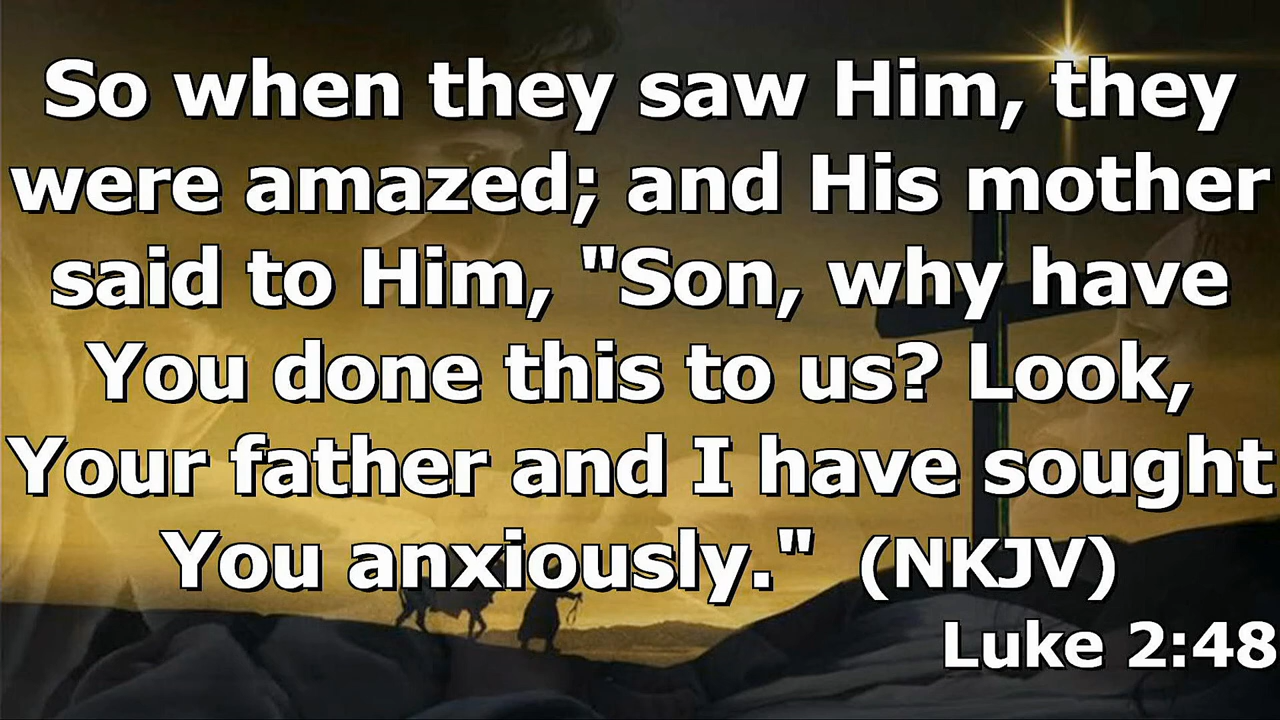 So when they saw Him, they
were amazed; and His mother
said to Him, "Son, why have
You done this to us? Look,
Your father and I have sought
You anxiously." (NKJV)
Luke 2:48